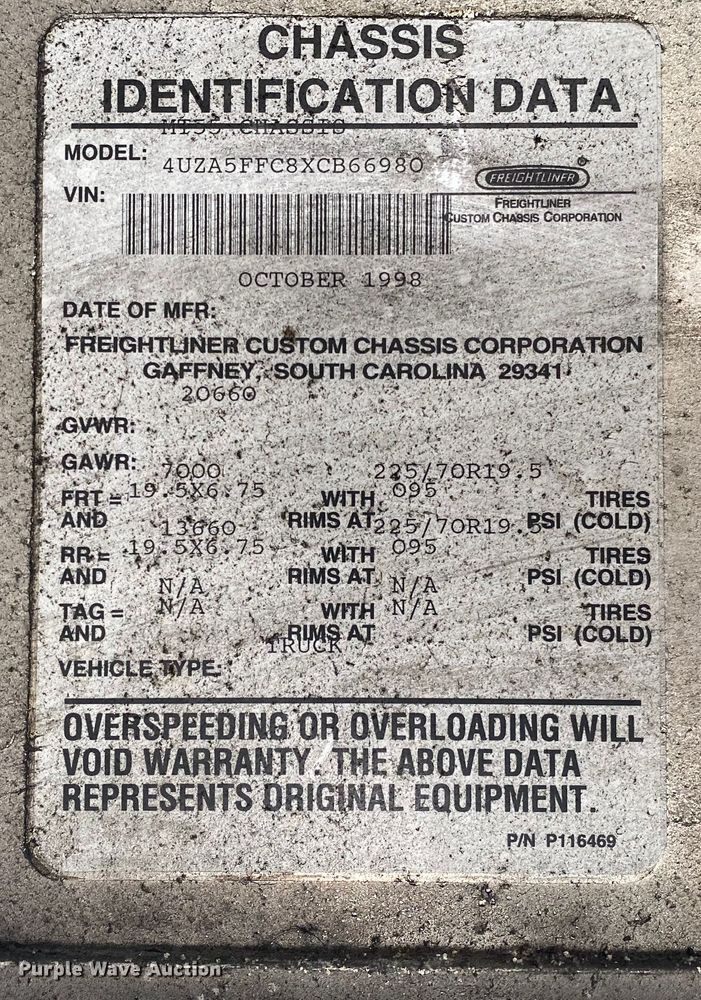 CHASSIS
IDENTIFICATION DATA
MT55 CHASSIS
MODEL:
4UZA5FFC8XCB66980
FREIGHTLINER
VIN:
FREIGHTLINER
CUSTOM CHASSIS CORPORATION
OCTOBER 1998
DATE OF MFR:
FREIGHTLINER CUSTOM CHASSIS CORPORATION
GAFFNEY, SOUTH CAROLINA 29341
20660
GVWR:
GAWR:
7000 225/70R19.5
FRT = 19.5X6.75 WITH 095 TIRES
AND RIMS AT PSI (COLD)
13660 225/70R19.5
RR = 19.5X6.75 WITH 095 TIRES
AND RIMS AT PSI (COLD)
N/A N/A
TAG = N/A WITH N/A TIRES
AND RIMS AT PSI (COLD)
TRUCK
VEHICLE TYPE:
OVERSPEEDING OR OVERLOADING WILL
VOID WARRANTY. THE ABOVE DATA
REPRESENTS ORIGINAL EQUIPMENT.
P/N P116469
Purple Wave Auction